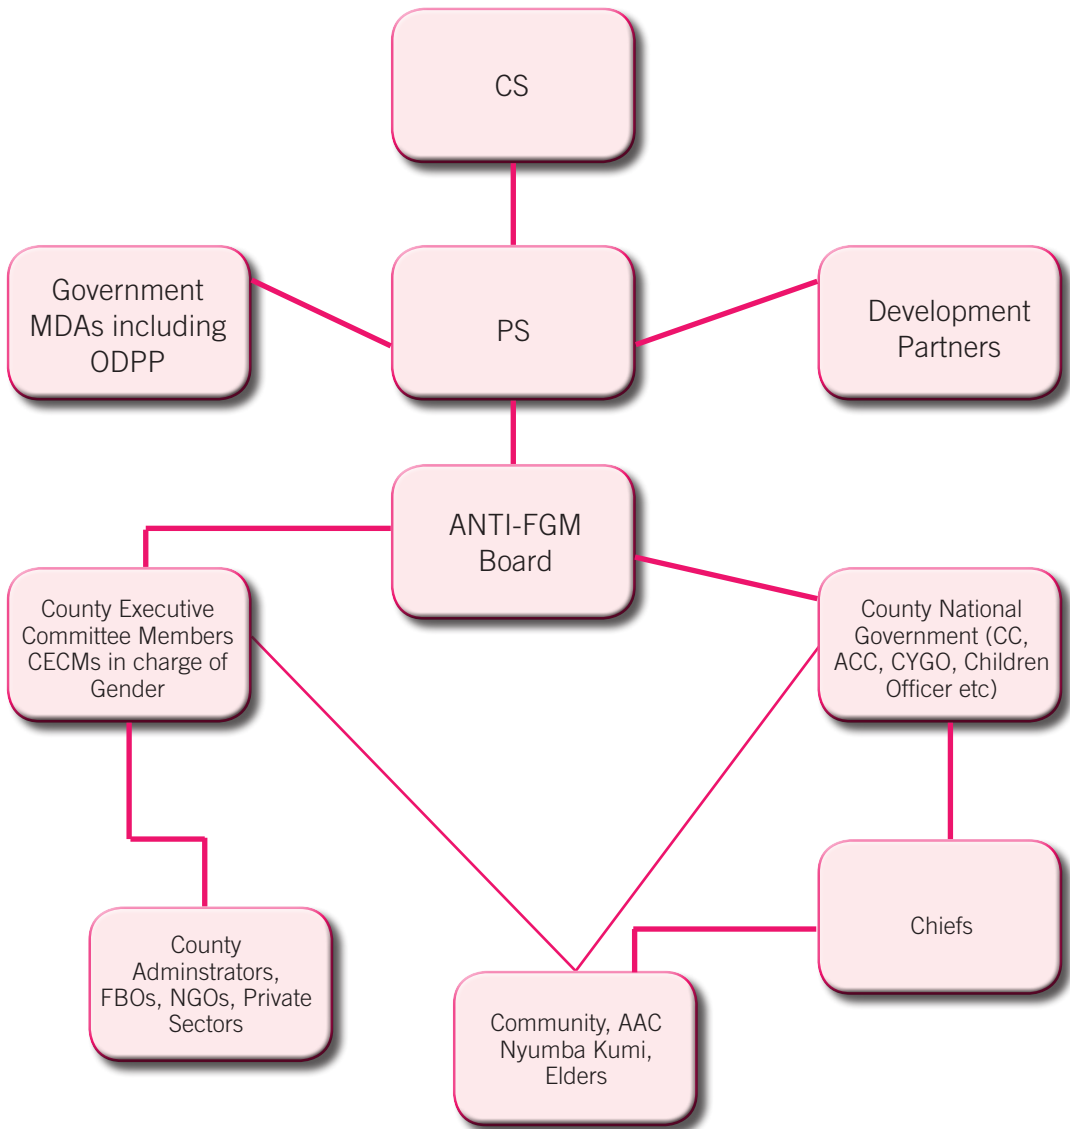 CS
Government
MDAs including
ODPP
PS
Development
Partners
ANTI-FGM
Board
County Executive
Committee Members
CECMs in charge of
Gender
County National
Government (CC,
ACC, CYGO, Children
Officer etc)
Chiefs
County
Adminstrators,
FBOs, NGOs, Private
Sectors
Community, AAC
Nyumba Kumi,
Elders